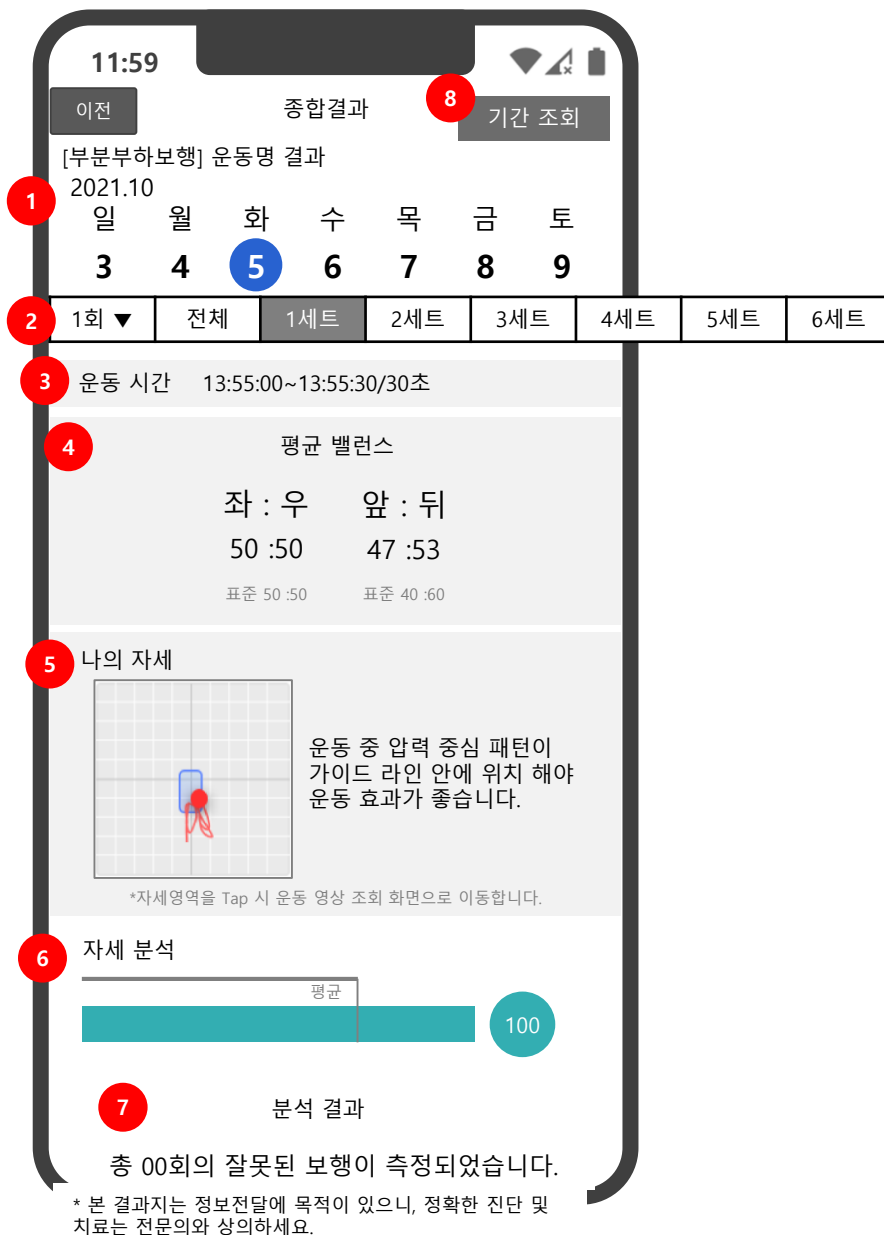 11:59
이전
종합결과
8
기간 조회
[부분부하보행] 운동명 결과
1
2021.10
일 월 화 수 목 금 토
3 4 5 6 7 8 9
2
1회 ▼ 전체 1세트 2세트 3세트 4세트 5세트 6세트
3
운동 시간 13:55:00~13:55:30/30초
4
평균 밸런스
좌 : 우 앞 : 뒤
50 :50 47 :53
표준 50 :50 표준 40 :60
5
나의 자세
운동 중 압력 중심 패턴이
가이드 라인 안에 위치 해야
운동 효과가 좋습니다.
*자세영역을 Tap 시 운동 영상 조회 화면으로 이동합니다.
6
자세 분석
평균
100
7
분석 결과
총 00회의 잘못된 보행이 측정되었습니다.
* 본 결과지는 정보전달에 목적이 있으니, 정확한 진단 및
치료는 전문의와 상의하세요.